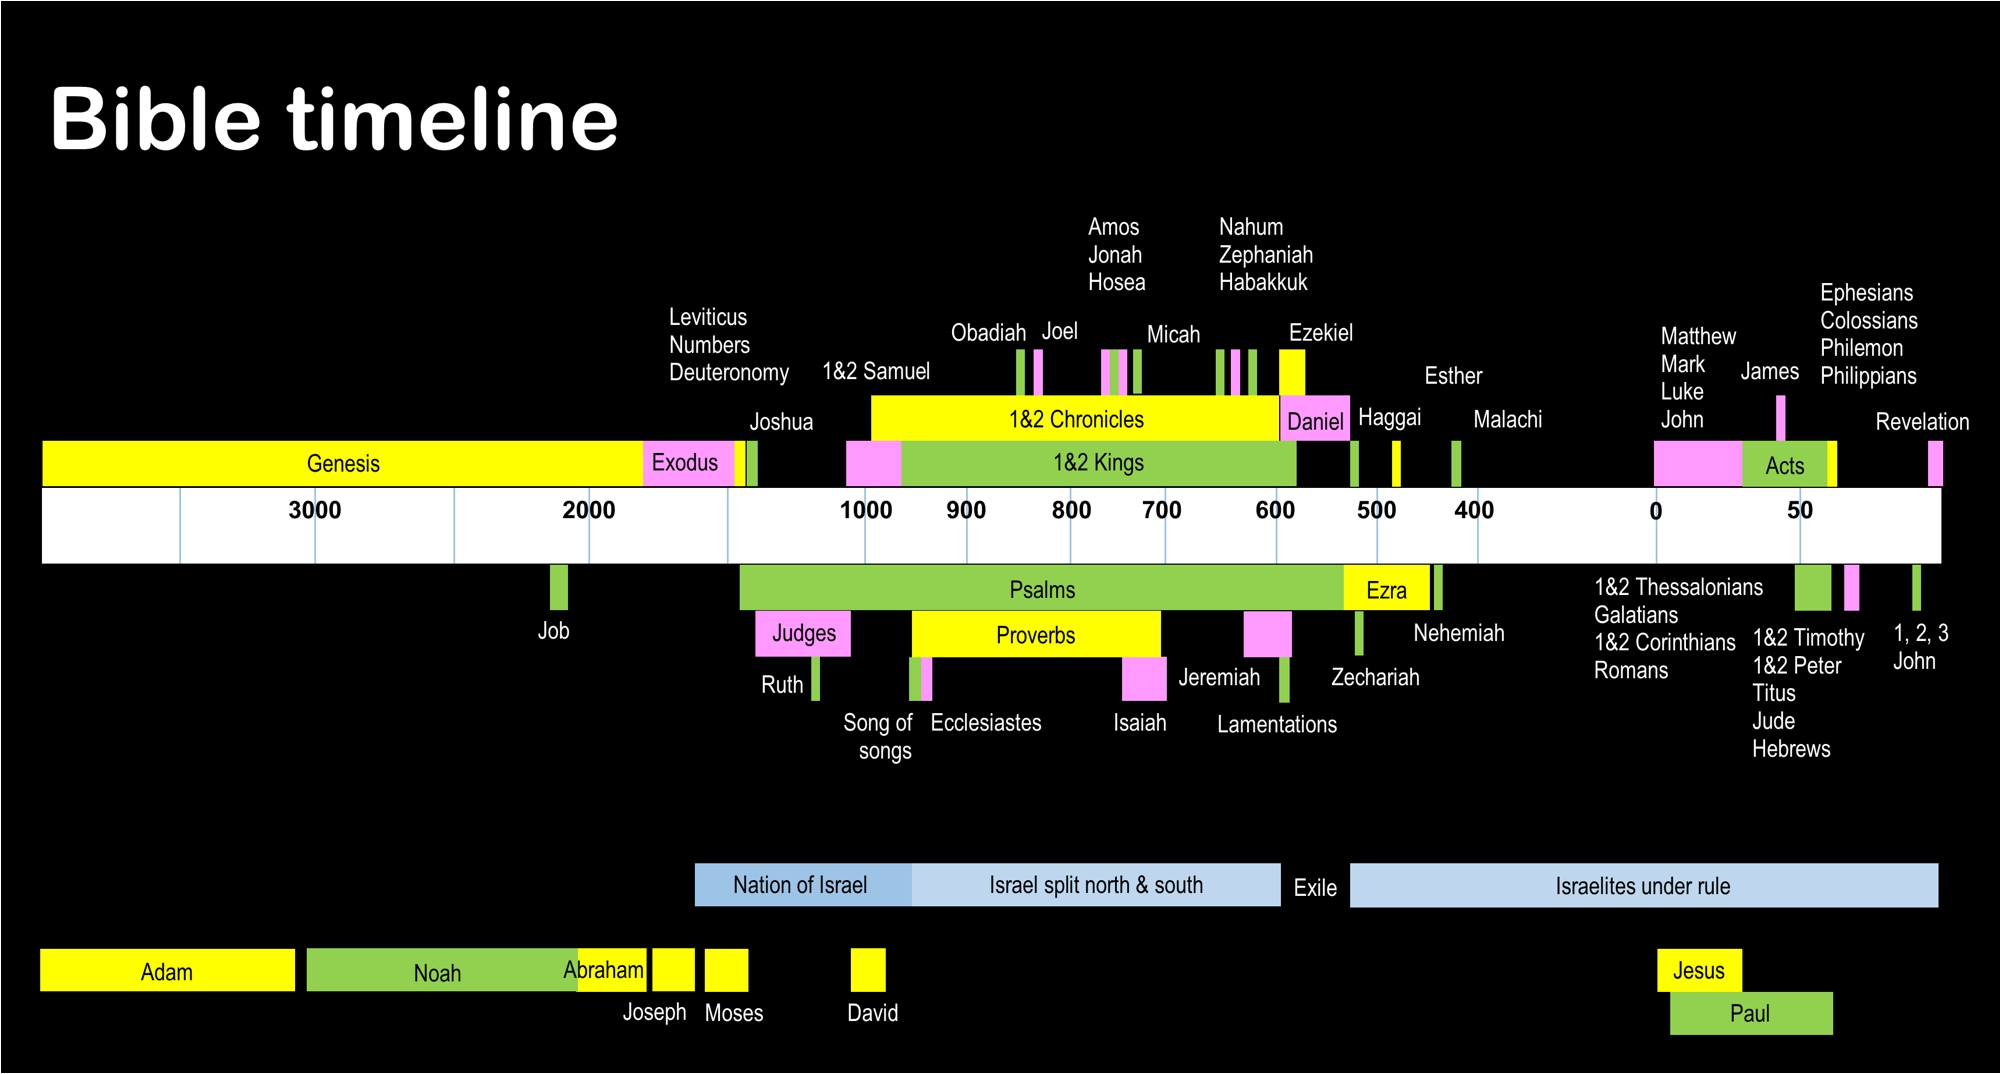 Bible timeline
Amos
Jonah
Hosea
Nahum
Zephaniah
Habakkuk
Leviticus
Numbers
Deuteronomy
Obadiah
Joel
Micah
Ezekiel
Ephesians
Colossians
Philemon
Philippians
Matthew
Mark
Luke
John
1&2 Samuel
Esther
James
Joshua
1&2 Chronicles
Daniel
Haggai
Malachi
Revelation
Genesis
Exodus
1&2 Kings
Acts
3000
2000
1000
900
800
700
600
500
400
0
50
Psalms
Ezra
Job
Judges
Proverbs
Nehemiah
1&2 Thessalonians
Galatians
1&2 Corinthians
Romans
1&2 Timothy
1&2 Peter
Titus
Jude
Hebrews
1, 2, 3
John
Ruth
Jeremiah
Zechariah
Song of
songs
Ecclesiastes
Isaiah
Lamentations
Nation of Israel
Israel split north & south
Exile
Israelites under rule
Adam
Noah
Abraham
Jesus
Joseph
Moses
David
Paul